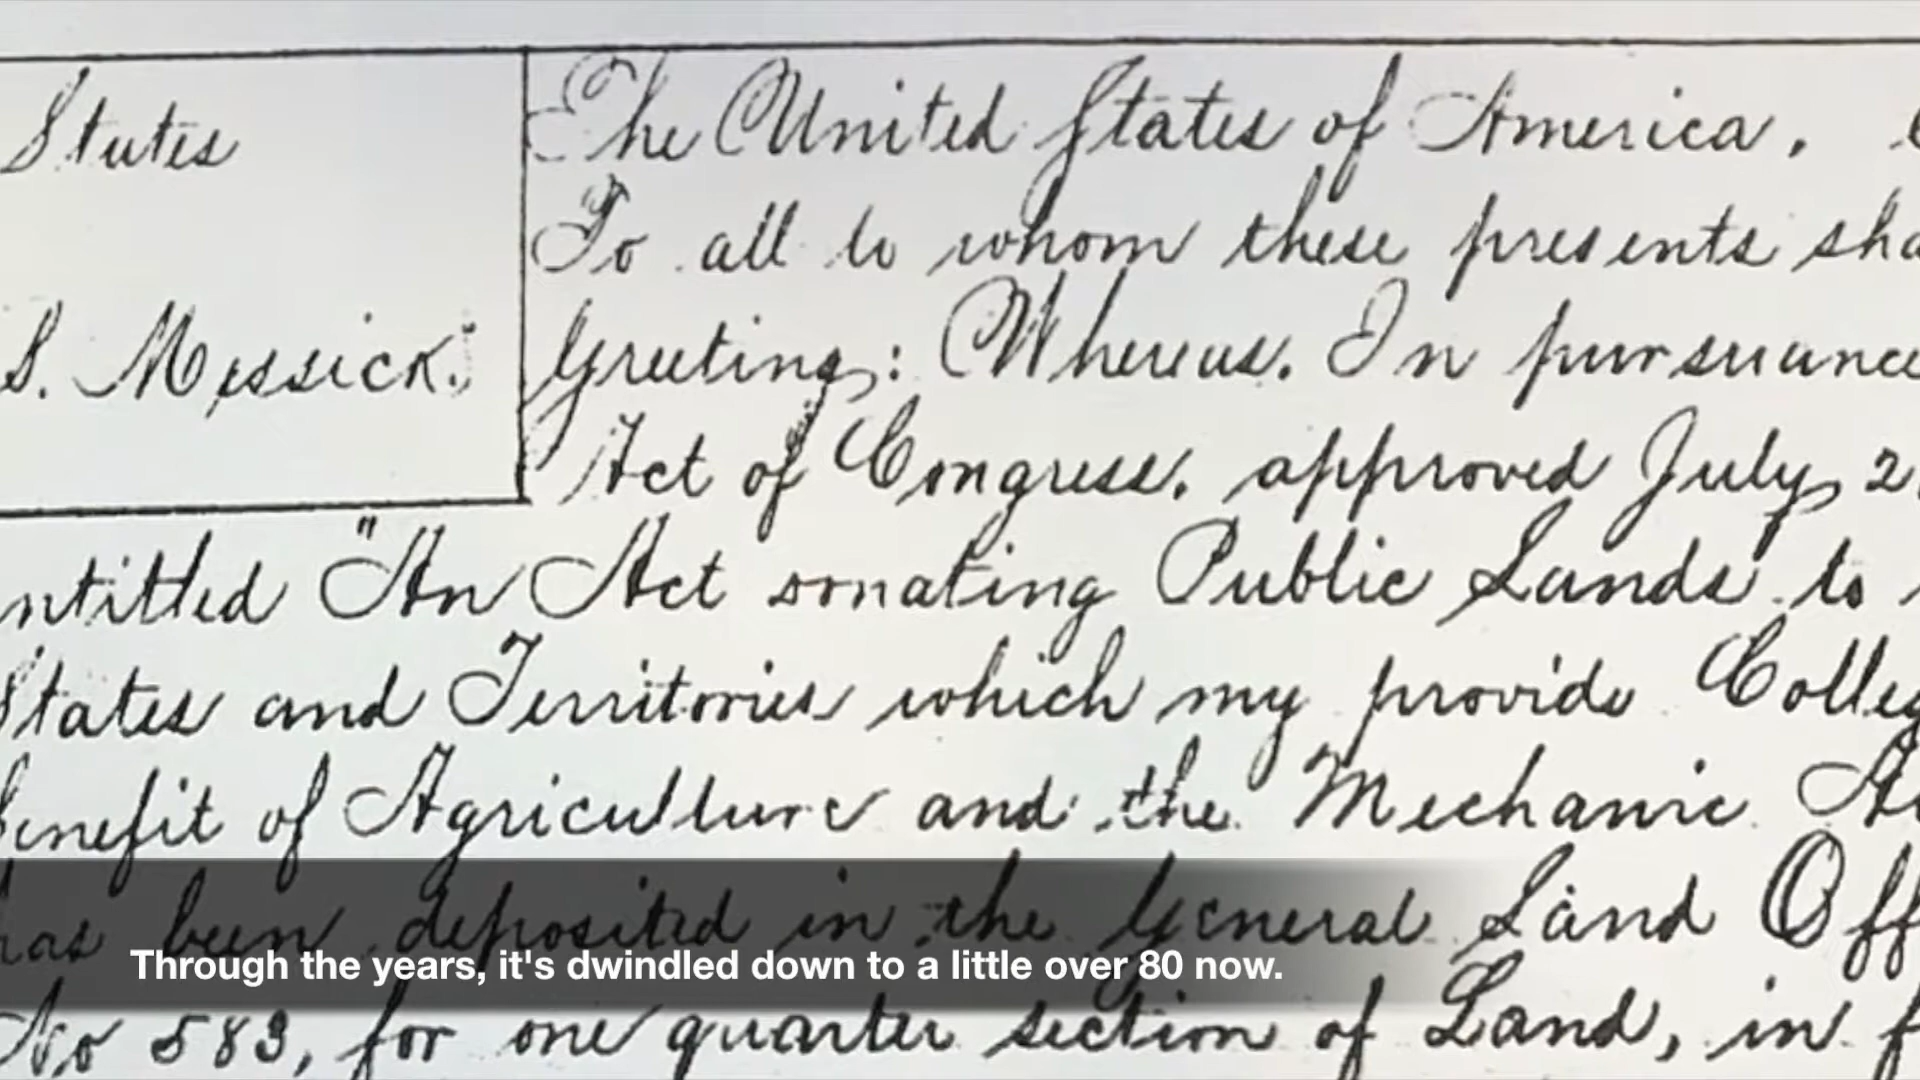 States
S. Messick.
The United States of America.
To all to whom these presents sha
Greeting: Whereas. In pursuance
Act of Congress. approved July 2
ntitled "An Act donating Public Lands to
States and Territories which my provide Colleg
benefit of Agriculture and the Mechanic A
has been deposited in the General Land Off
No 583, for one quarter section of Land, in f
Through the years, it's dwindled down to a little over 80 now.